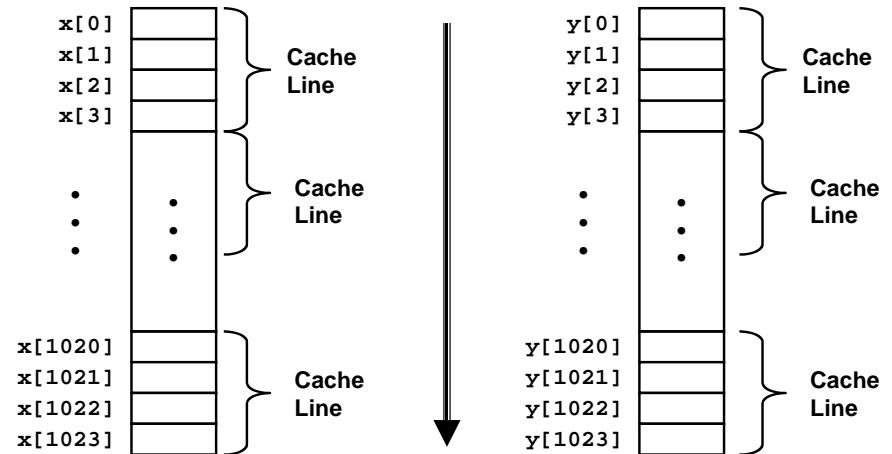 x[0]
x[1]
x[2]
x[3]
Cache
Line
Cache
Line
x[1020]
x[1021]
x[1022]
x[1023]
Cache
Line
y[0]
y[1]
y[2]
y[3]
Cache
Line
Cache
Line
y[1020]
y[1021]
y[1022]
y[1023]
Cache
Line